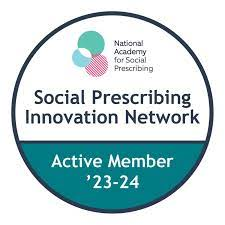 National
Academy
for Social
Prescribing
Social Prescribing
Innovation Network
Active Member
’23-24